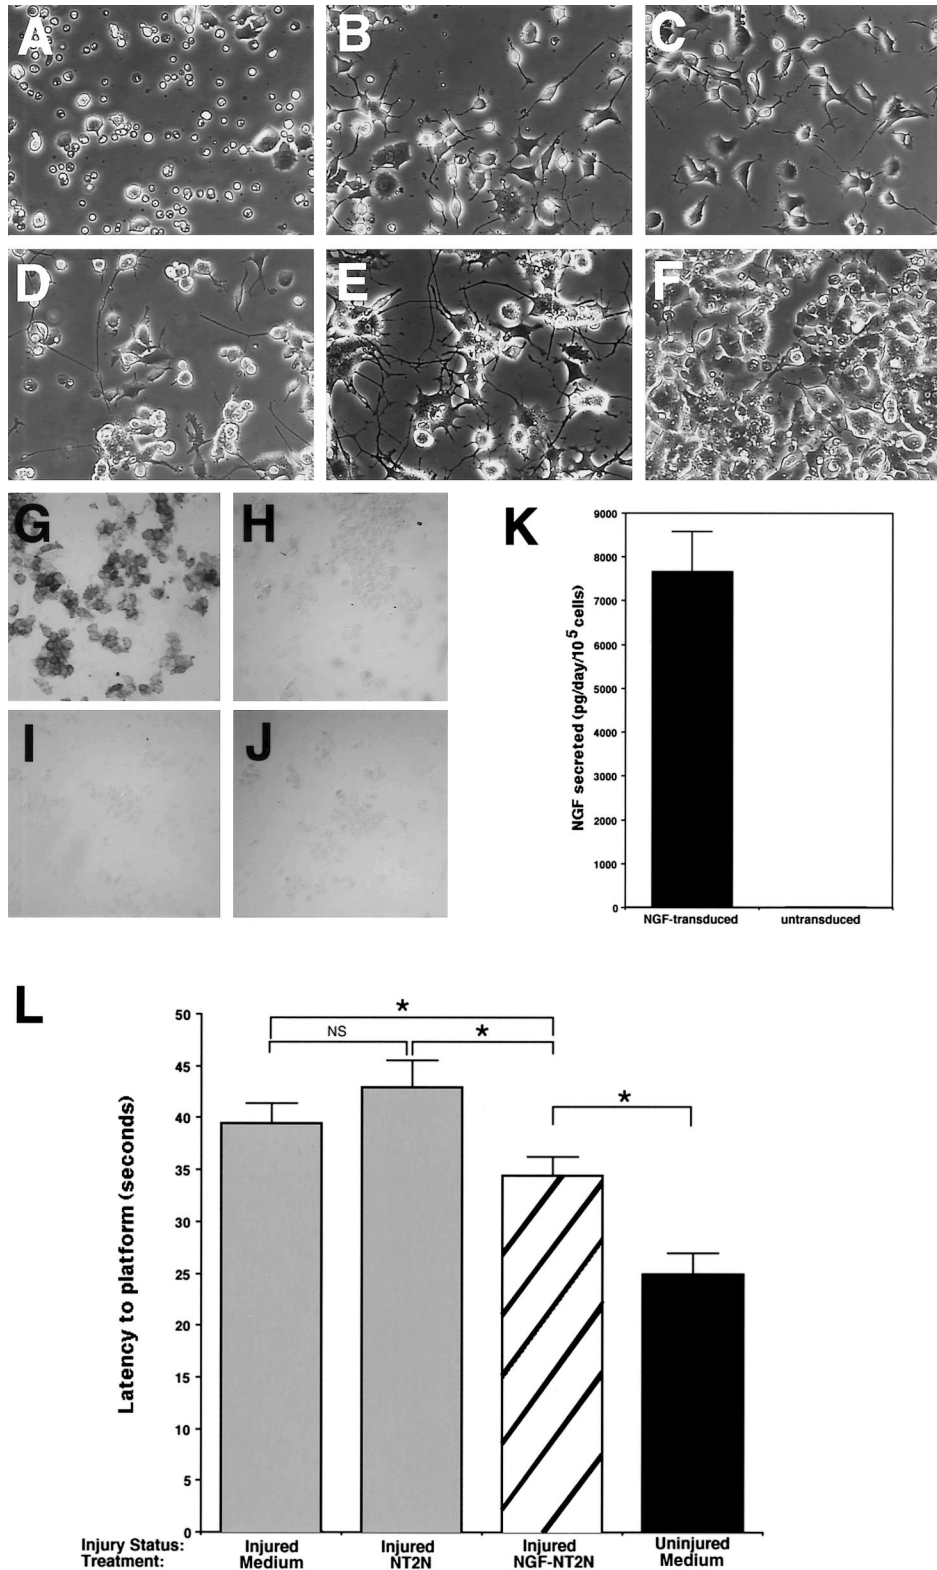 A
B
C
D
E
F
G
H
I
J
K
9000
8000
7000
6000
5000
4000
3000
2000
1000
0
NGF secreted (pg/day/10⁵ cells)
NGF-transduced
untransduced
L
50
45
40
35
30
25
20
15
10
5
0
Latency to platform (seconds)
*
NS
*
*
Injury Status:
Treatment:
Injured
Medium
Injured
NT2N
Injured
NGF-NT2N
Uninjured
Medium